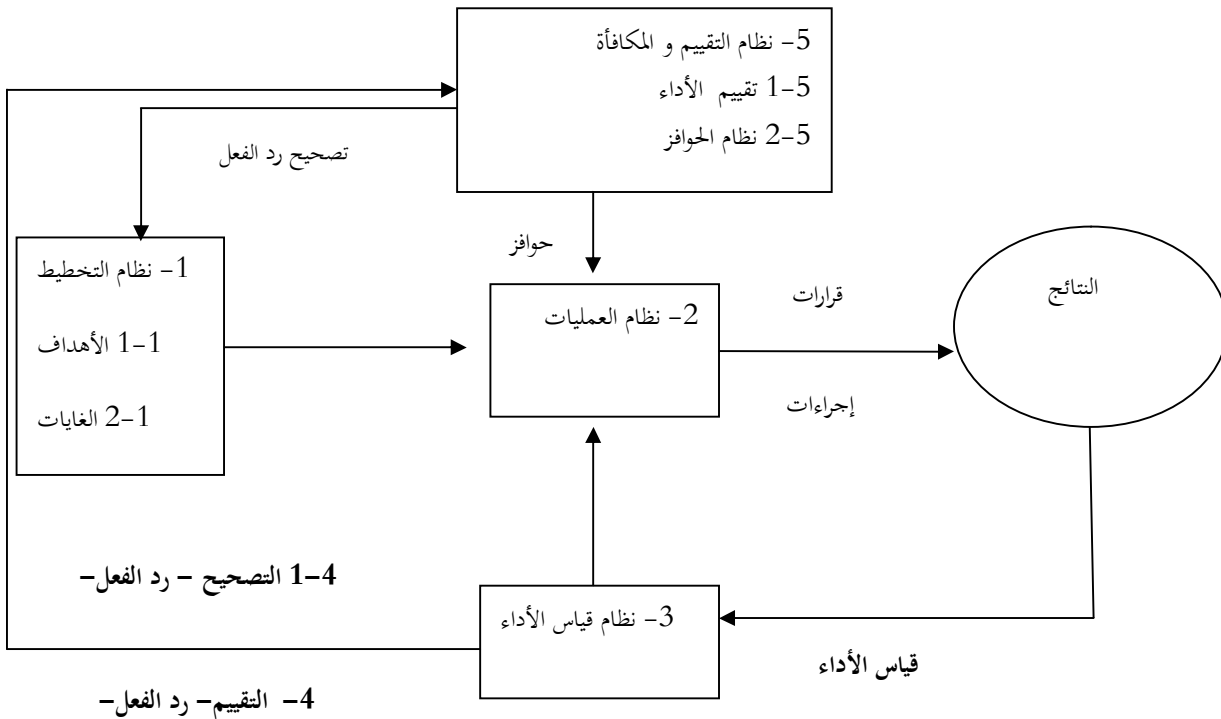 5- نظام التقييم و المكافأة
1-5 تقييم الأداء
2-5 نظام الحوافز
تصحيح رد الفعل
حوافز
1- نظام التخطيط
1-1 الأهداف
2-1 الغايات
2- نظام العمليات
قرارات
إجراءات
النتائج
1-4 التصحيح – رد الفعل-
3- نظام قياس الأداء
قياس الأداء
4- التقييم- رد الفعل-